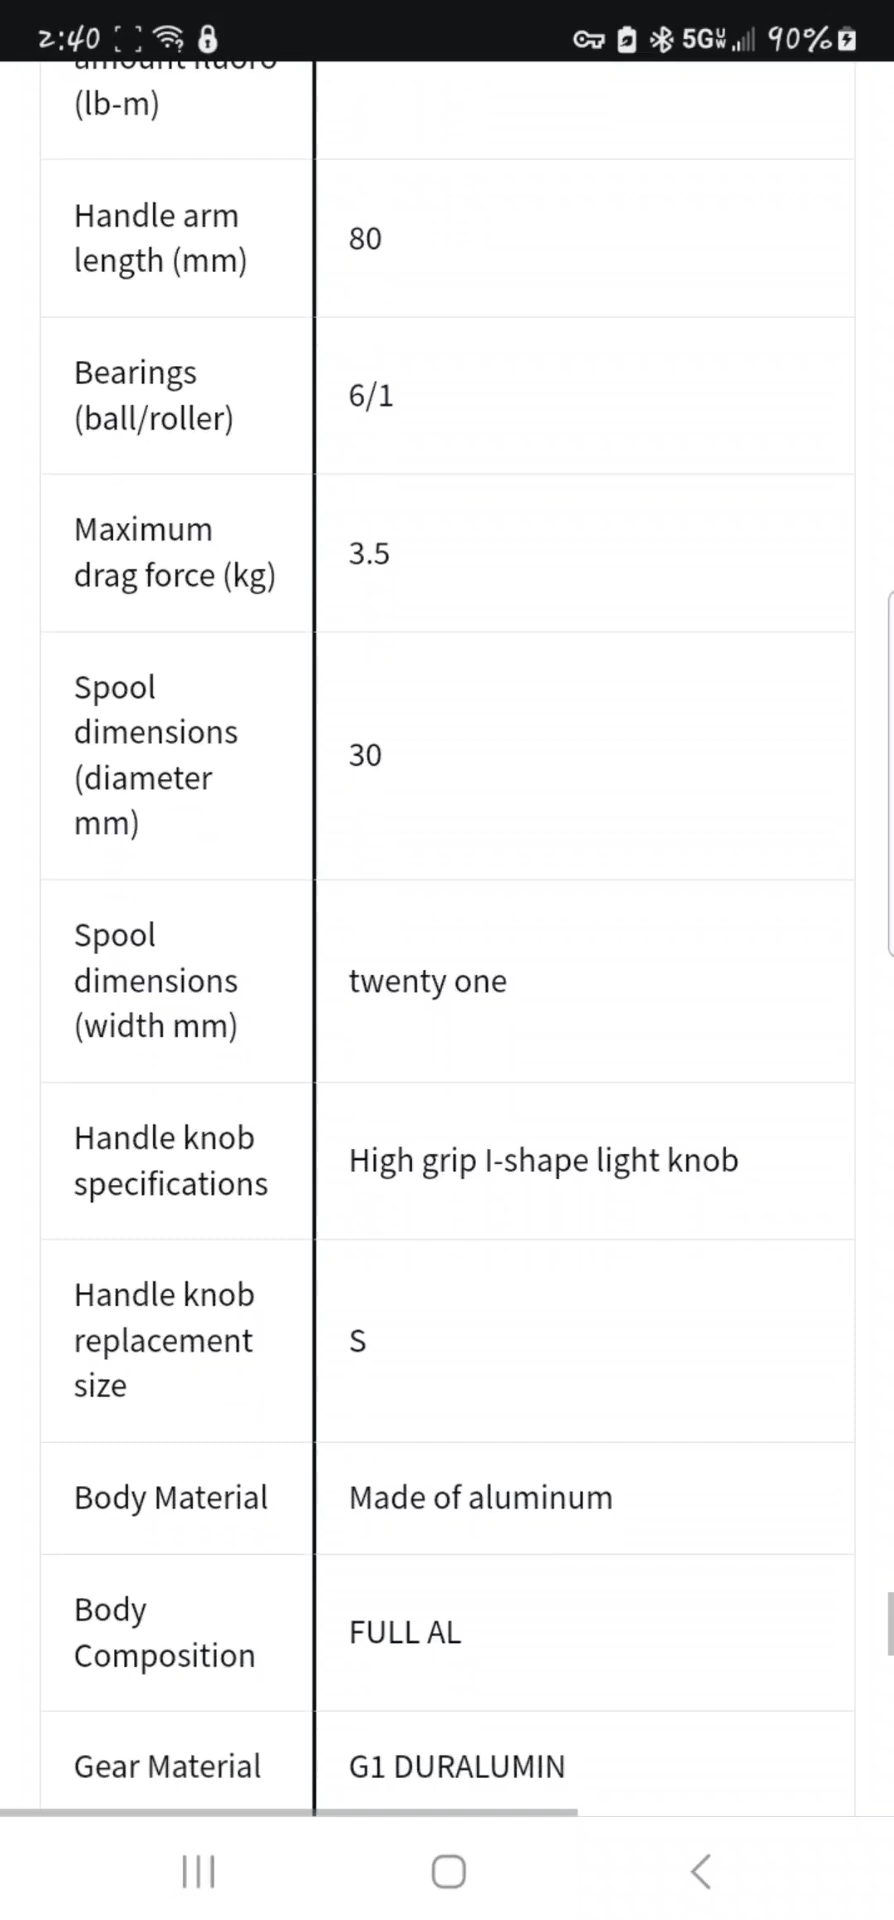 2:40 5G 90%
amount fluoro
(lb-m)
Handle arm
length (mm)
80
Bearings
(ball/roller)
6/1
Maximum
drag force (kg)
3.5
Spool
dimensions
(diameter
mm)
30
Spool
dimensions
(width mm)
twenty one
Handle knob
specifications
High grip I-shape light knob
Handle knob
replacement
size
S
Body Material
Made of aluminum
Body
Composition
FULL AL
Gear Material
G1 DURALUMIN